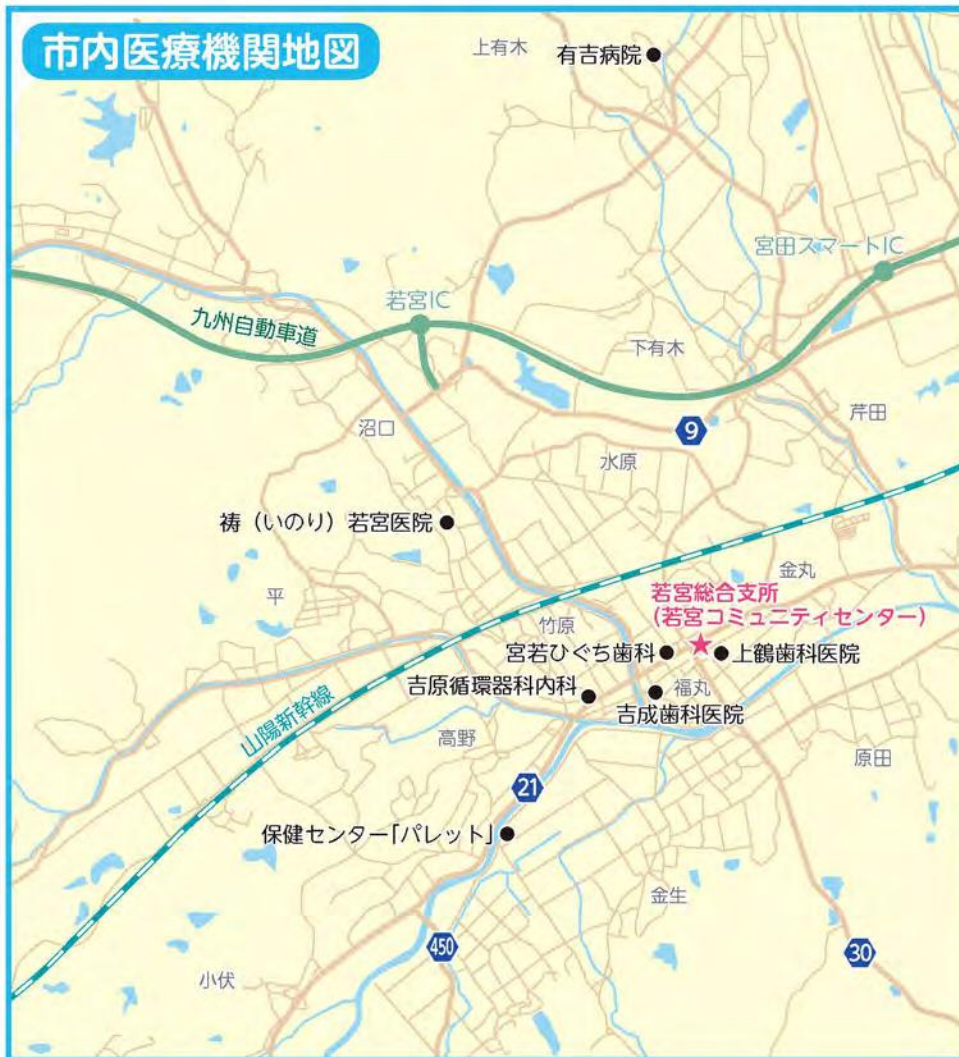 市内医療機関地図
上有木
有吉病院
宮田スマートIC
若宮IC
九州自動車道
下有木
芹田
沼口
9
水原
祷（いのり）若宮医院
金丸
平
若宮総合支所
（若宮コミュニティセンター）
竹原
宮若ひぐち歯科
上鶴歯科医院
吉原循環器科内科
福丸
吉成歯科医院
山陽新幹線
高野
原田
21
保健センター「パレット」
金生
450
30
小伏